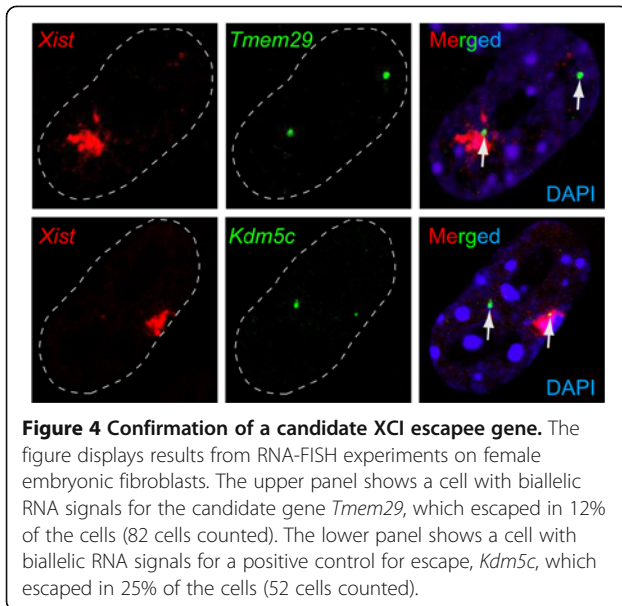 Xist
Tmem29
Merged
DAPI
Xist
Kdm5c
Merged
DAPI
Figure 4 Confirmation of a candidate XCI escapee gene. The
figure displays results from RNA-FISH experiments on female
embryonic fibroblasts. The upper panel shows a cell with biallelic
RNA signals for the candidate gene Tmem29, which escaped in 12%
of the cells (82 cells counted). The lower panel shows a cell with
biallelic RNA signals for a positive control for escape, Kdm5c, which
escaped in 25% of the cells (52 cells counted).